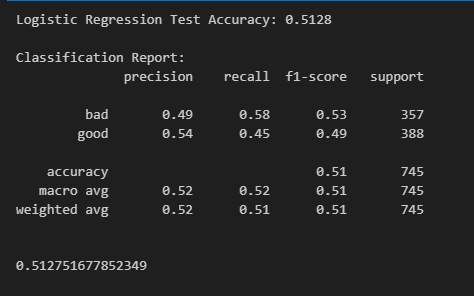 Logistic Regression Test Accuracy: 0.5128
Classification Report:
precision recall f1-score support
bad 0.49 0.58 0.53 357
good 0.54 0.45 0.49 388
accuracy 0.51 745
macro avg 0.52 0.52 0.51 745
weighted avg 0.52 0.51 0.51 745
0.512751677852349